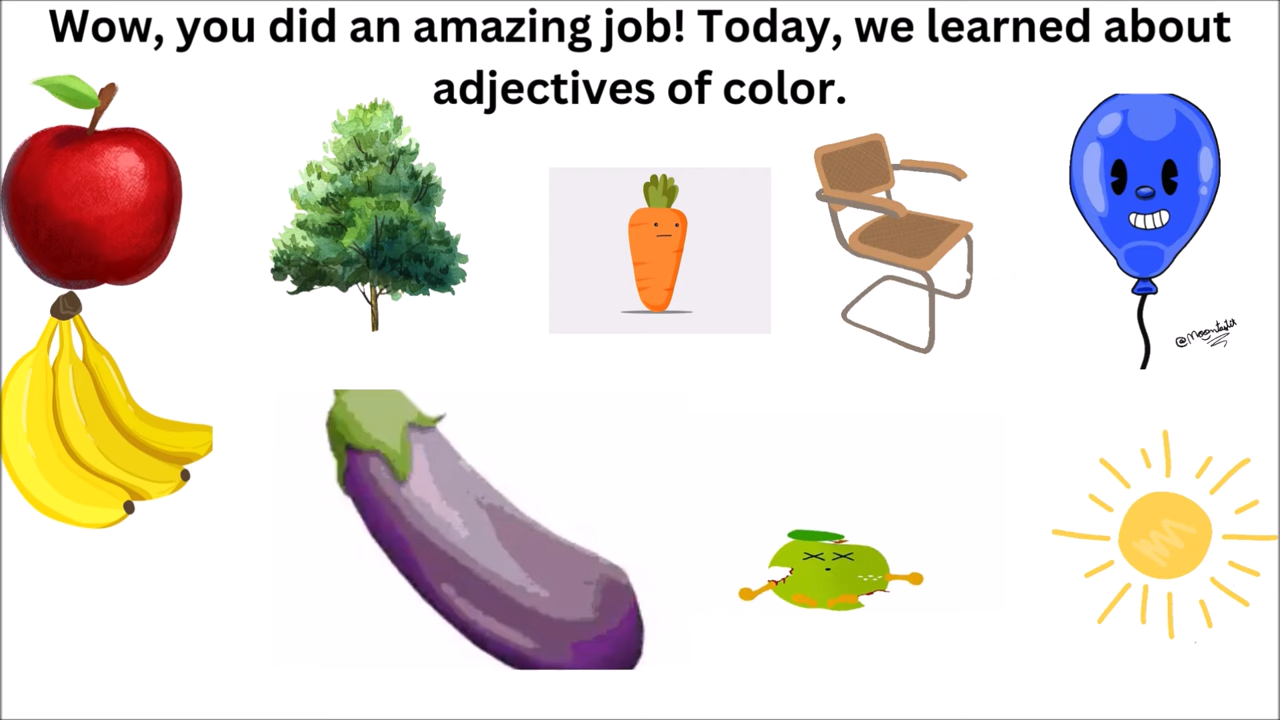 Wow, you did an amazing job! Today, we learned about
adjectives of color.